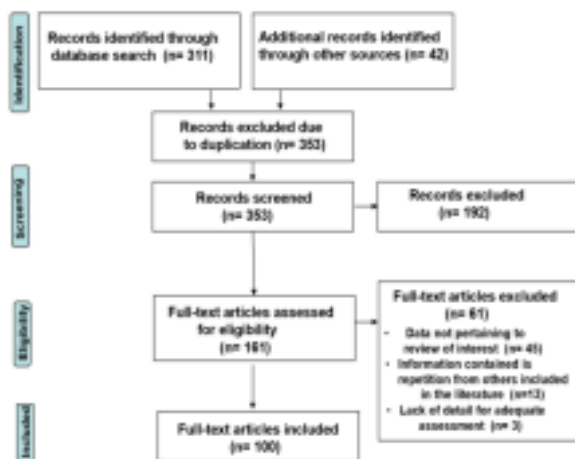 Identification
Records identified through
database search (n= 311)
Additional records identified
through other sources (n= 42)
Records excluded due
to duplication (n= 353)
Screening
Records screened
(n= 353)
Records excluded
(n= 192)
Eligibility
Full-text articles assessed
for eligibility
(n= 161)
Full-text articles excluded
(n= 61)
• Data not pertaining to
review of interest (n=
• Information contained is
repetition from others included
in the literature
• Lack of detail for adequate
assessment (n= 3)
Included
Full-text articles included
(n= 100)